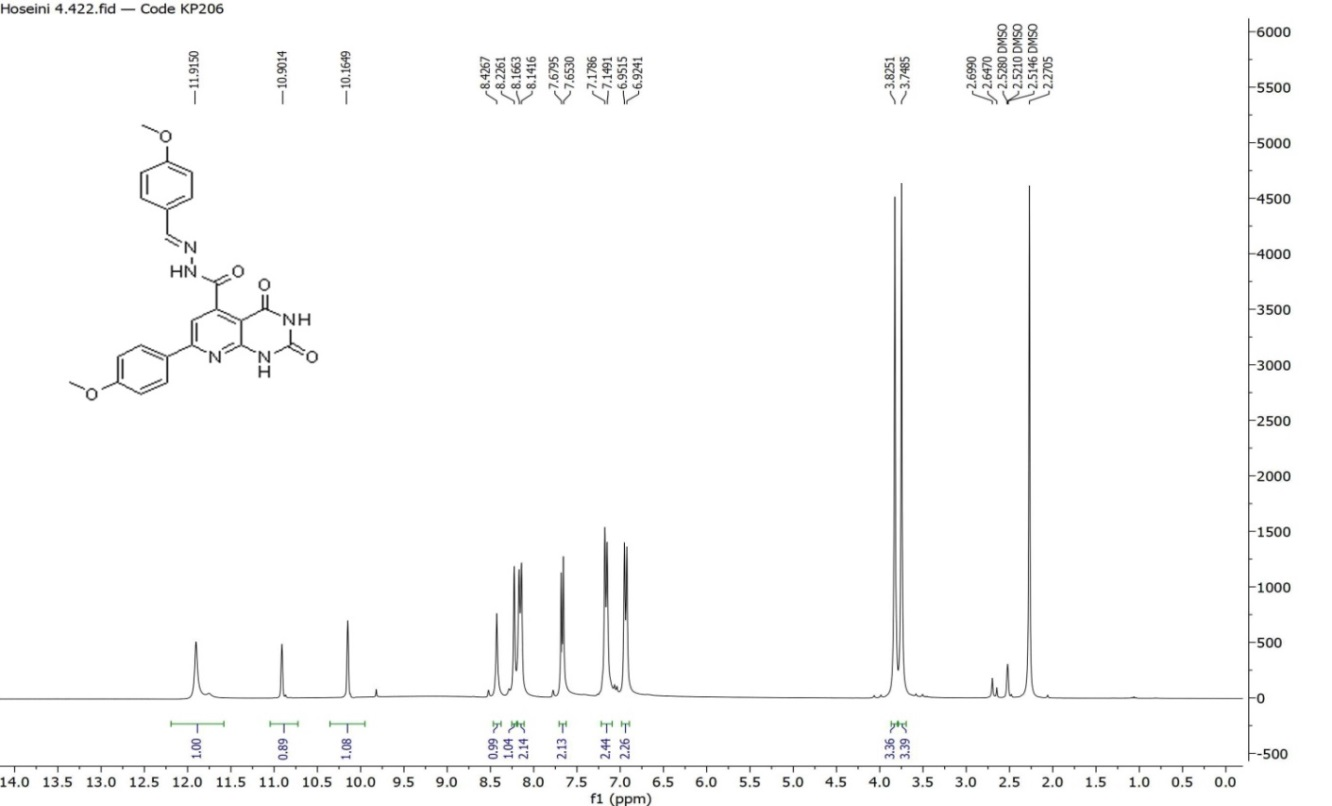 Hoseini 4.422.fid — Code KP206
11.9150
10.9014
10.1649
8.4267
8.2261
8.1663
8.1416
7.6795
7.6530
7.1786
7.1491
6.9515
6.9241
3.8251
3.7485
2.6990
2.6470
2.5280 DMSO
2.5210 DMSO
2.5146 DMSO
2.2705
O
N
HN
O
O
NH
N
N
H
O
O
6000
5500
5000
4500
4000
3500
3000
2500
2000
1500
1000
500
0
-500
1.00
0.89
1.08
0.99
1.04
2.14
2.13
2.44
2.26
3.36
3.39
14.0 13.5 13.0 12.5 12.0 11.5 11.0 10.5 10.0 9.5 9.0 8.5 8.0 7.5 7.0 6.5 6.0 5.5 5.0 4.5 4.0 3.5 3.0 2.5 2.0 1.5 1.0 0.5 0.0
f1 (ppm)